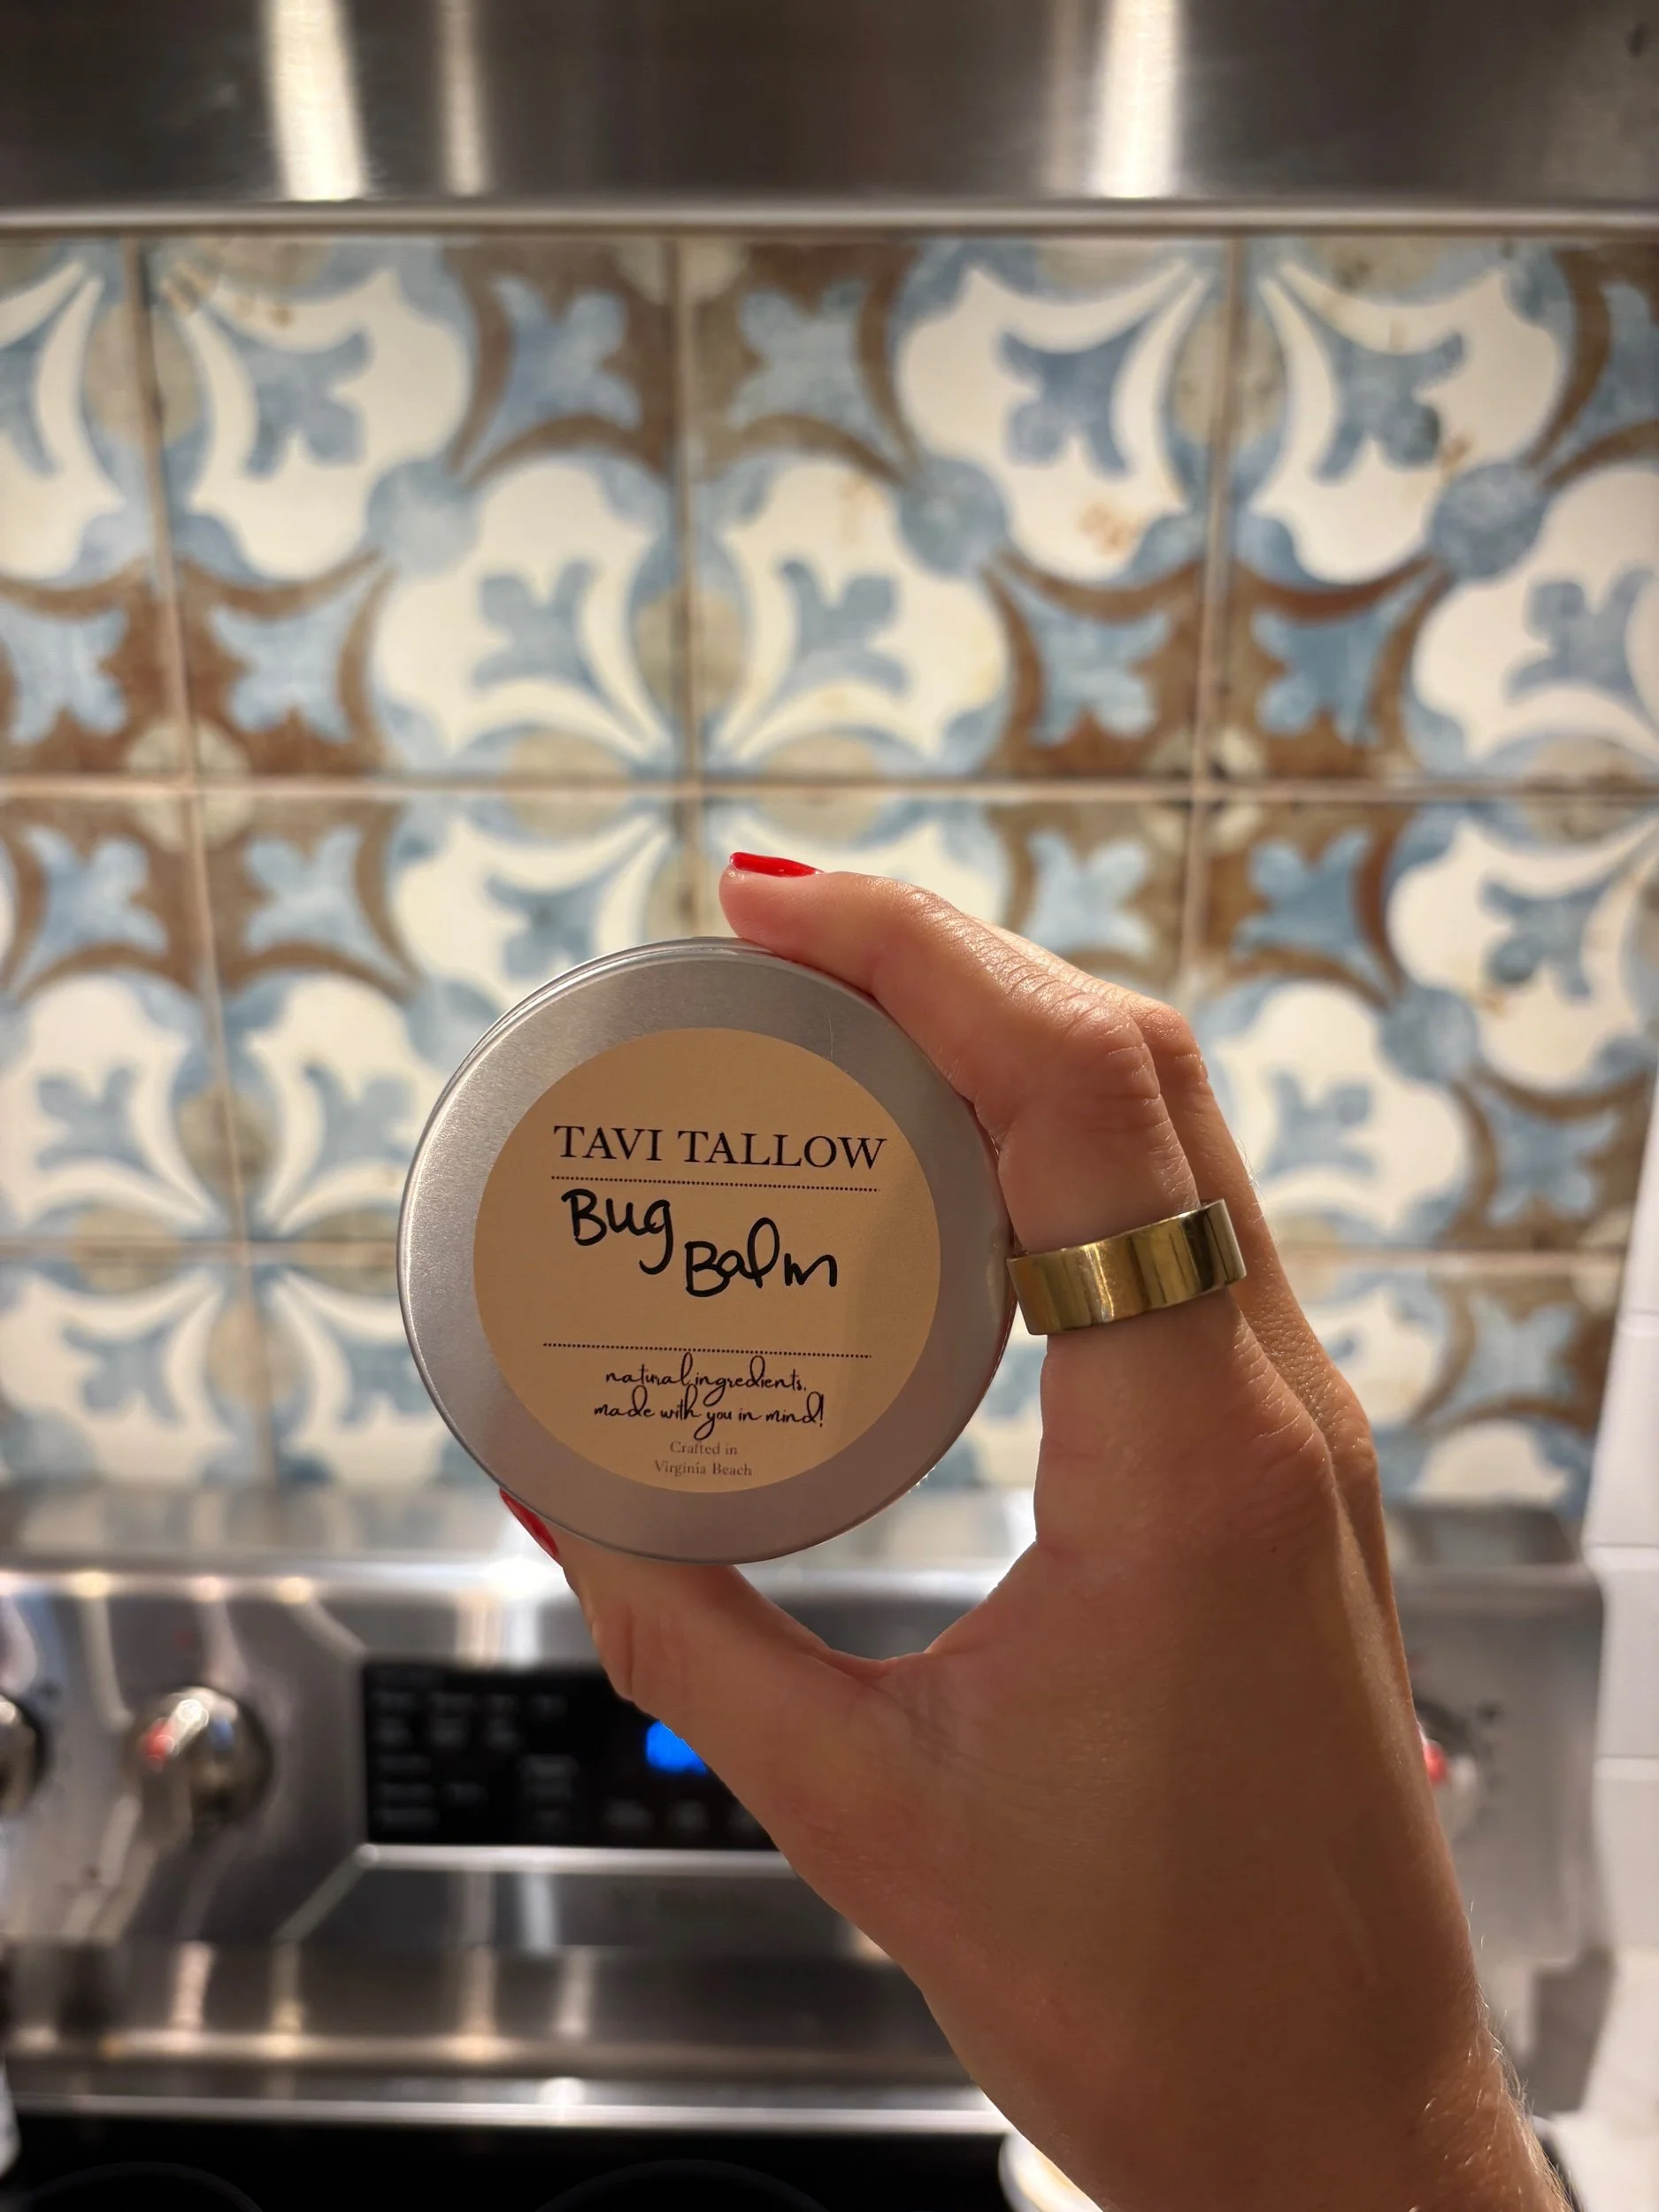 TAVI TALLOW
Bug Balm
natural ingredients,
made with you in mind!
Crafted in
Virginia Beach